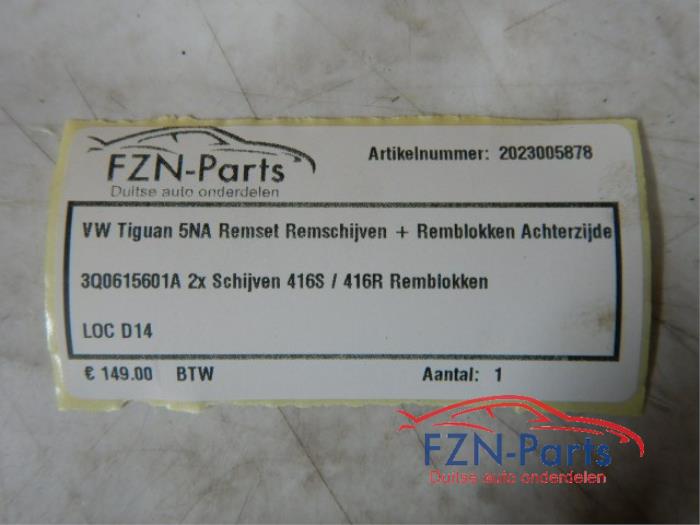 FZN-Parts
Duitse auto onderdelen
Artikelnummer: 2023005878
VW Tiguan 5NA Remset Remschijven + Remblokken Achterzijde
3Q0615601A 2x Schijven 416S / 416R Remblokken
LOC D14
€ 149.00 BTW Aantal: 1
FZN-Parts
Duitse auto onderdelen